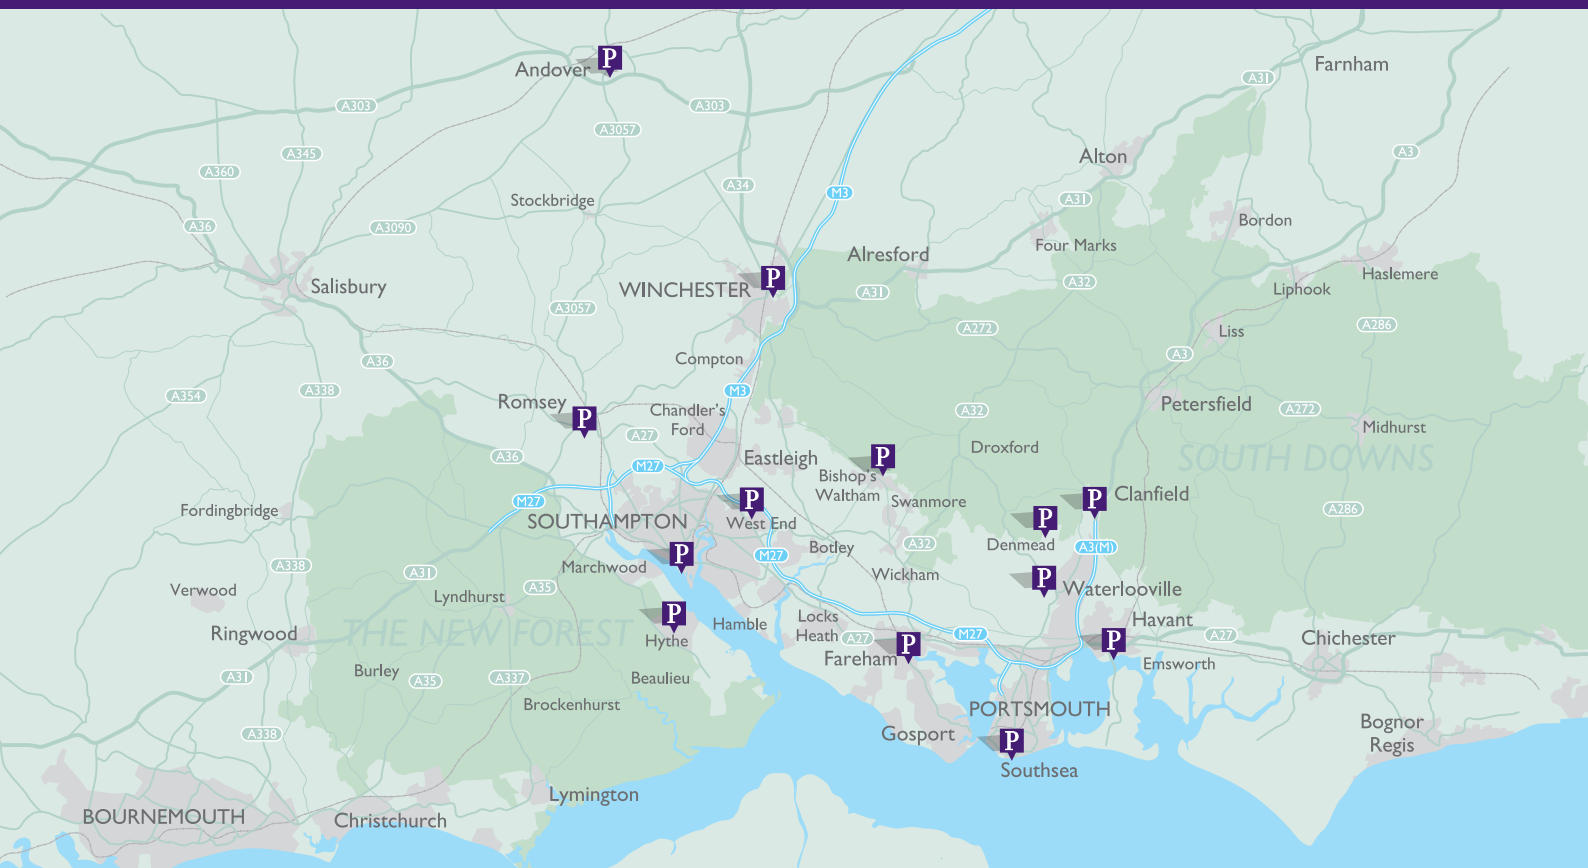 P
Andover
Farnham
A31
A303
A303
A3057
A345
A3
Alton
A360
A34
M3
A31
Stockbridge
A36
A3090
Bordon
Four Marks
Alresford
Haslemere
Salisbury
WINCHESTER
P
A31
A32
Liphook
A3057
A272
A286
Liss
Compton
A36
A3
A338
M3
A354
Romsey
P
Chandler's
Ford
A32
Petersfield
A272
A27
Midhurst
Droxford
A36
M27
Eastleigh
P
Bishop's
Waltham
SOUTH DOWNS
M27
P
Swanmore
P
Clanfield
Fordingbridge
SOUTHAMPTON
West End
P
Denmead
A286
A3(M)
P
M27
Botley
A32
A338
Marchwood
A31
A35
Wickham
P
Waterlooville
Verwood
Lyndhurst
P
Hythe
Hamble
Locks
Heath
A27
M27
Havant
P
A27
Chichester
Ringwood
THE NEW FOREST
P
Fareham
Emsworth
Burley
A31
A35
A337
Beaulieu
Brockenhurst
PORTSMOUTH
A338
Gosport
P
Southsea
Bognor
Regis
Lymington
BOURNEMOUTH
Christchurch